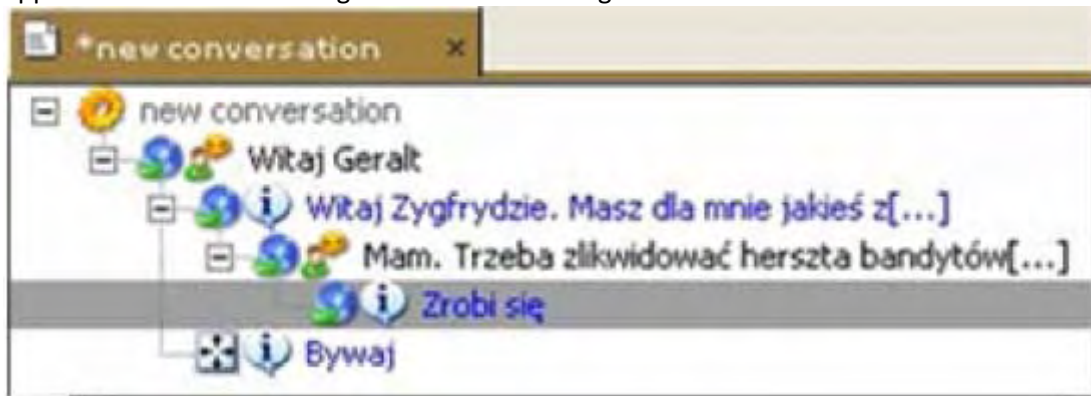 *new conversation
new conversation
Witaj Geralt
Witaj Zygfrydzie. Masz dla mnie jakieś z[...]
Mam. Trzeba zlikwidować herszta bandytów[...]
Zrobi się
Bywaj